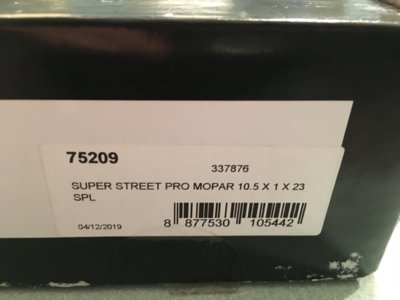 75209
337876
SUPER STREET PRO MOPAR 10.5 X 1 X 23
SPL
04/12/2019
8 877530 105442